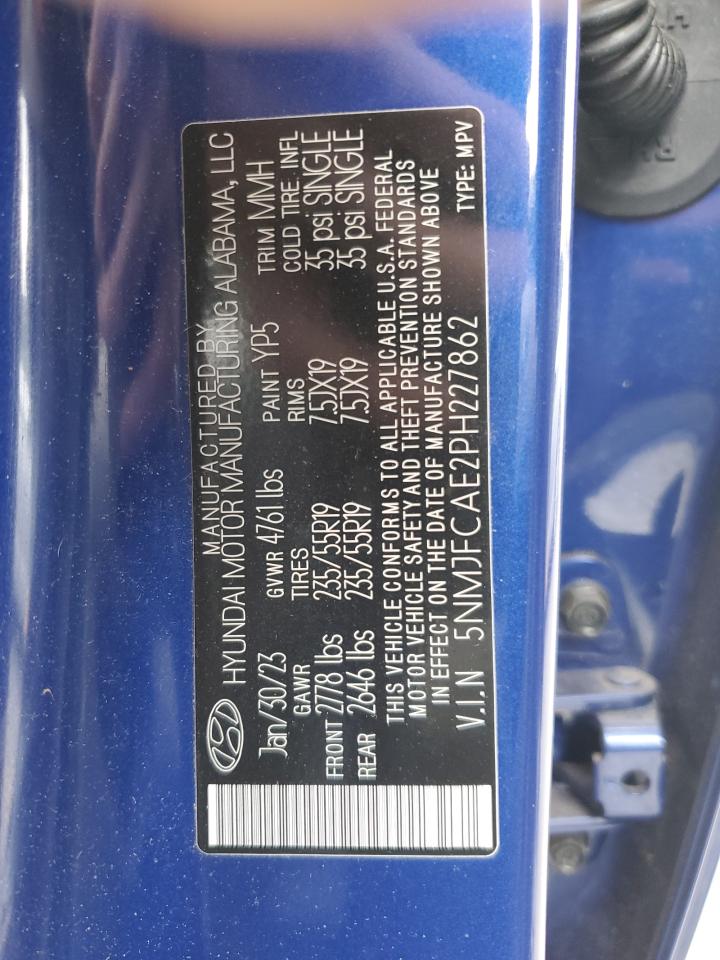 MANUFACTURED BY
HYUNDAI MOTOR MANUFACTURING ALABAMA, LLC
Jan/30/23 GVWR 4761 lbs PAINT YP5 TRIM MMH
GAWR TIRES RIMS COLD TIRE. INFL
FRONT 2778 lbs 235/55R19 7.5JX19 35 psi SINGLE
REAR 2646 lbs 235/55R19 7.5JX19 35 psi SINGLE
THIS VEHICLE CONFORMS TO ALL APPLICABLE U.S.A. FEDERAL
MOTOR VEHICLE SAFETY AND THEFT PREVENTION STANDARDS
IN EFFECT ON THE DATE OF MANUFACTURE SHOWN ABOVE
V.I.N 5NMJFCAE2PH227862 TYPE: MPV